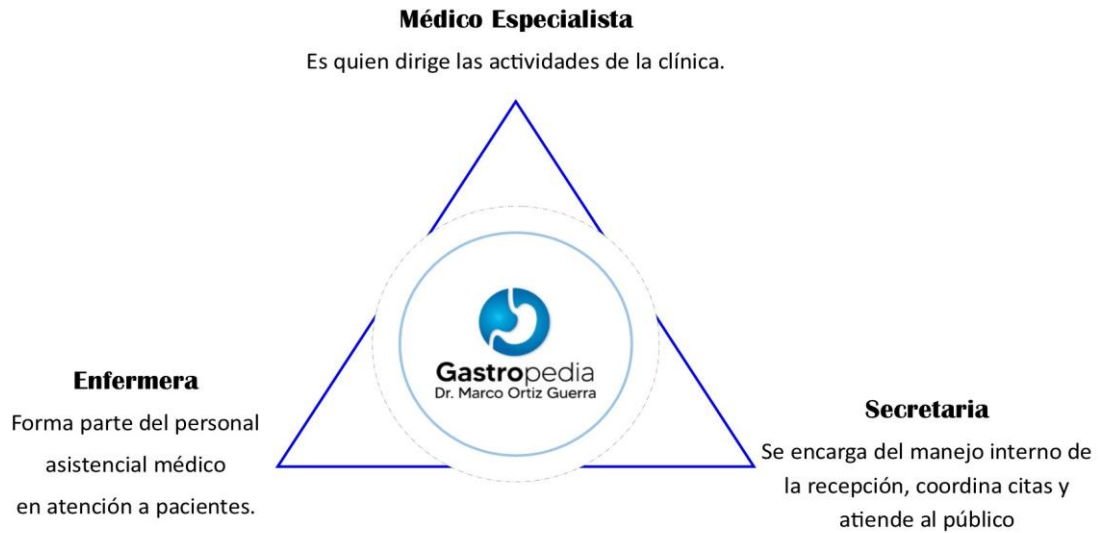 Médico Especialista
Es quien dirige las actividades de la clínica.
Gastropedia
Dr. Marco Ortiz Guerra
Enfermera
Forma parte del personal
asistencial médico
en atención a pacientes.
Secretaria
Se encarga del manejo interno de
la recepción, coordina citas y
atiende al público